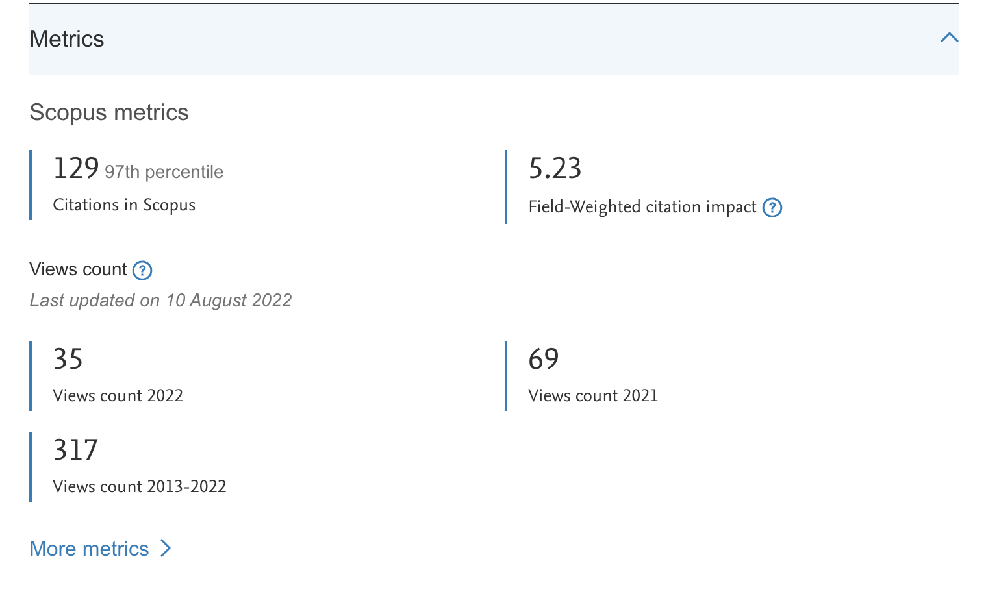 Metrics
Scopus metrics
129 97th percentile
Citations in Scopus
5.23
Field-Weighted citation impact ?
Views count ?
Last updated on 10 August 2022
35
Views count 2022
69
Views count 2021
317
Views count 2013-2022
More metrics